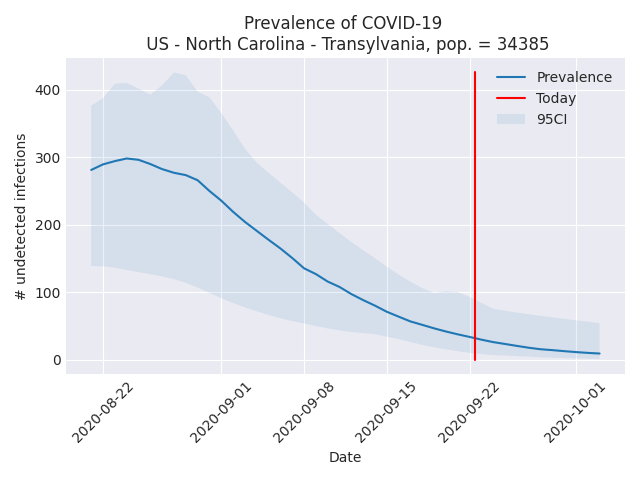 Prevalence of COVID-19
US - North Carolina - Transylvania, pop. = 34385
400
300
200
100
0
# undetected infections
Prevalence
Today
95CI
2020-08-22
2020-09-01
2020-09-08
2020-09-15
2020-09-22
2020-10-01
Date